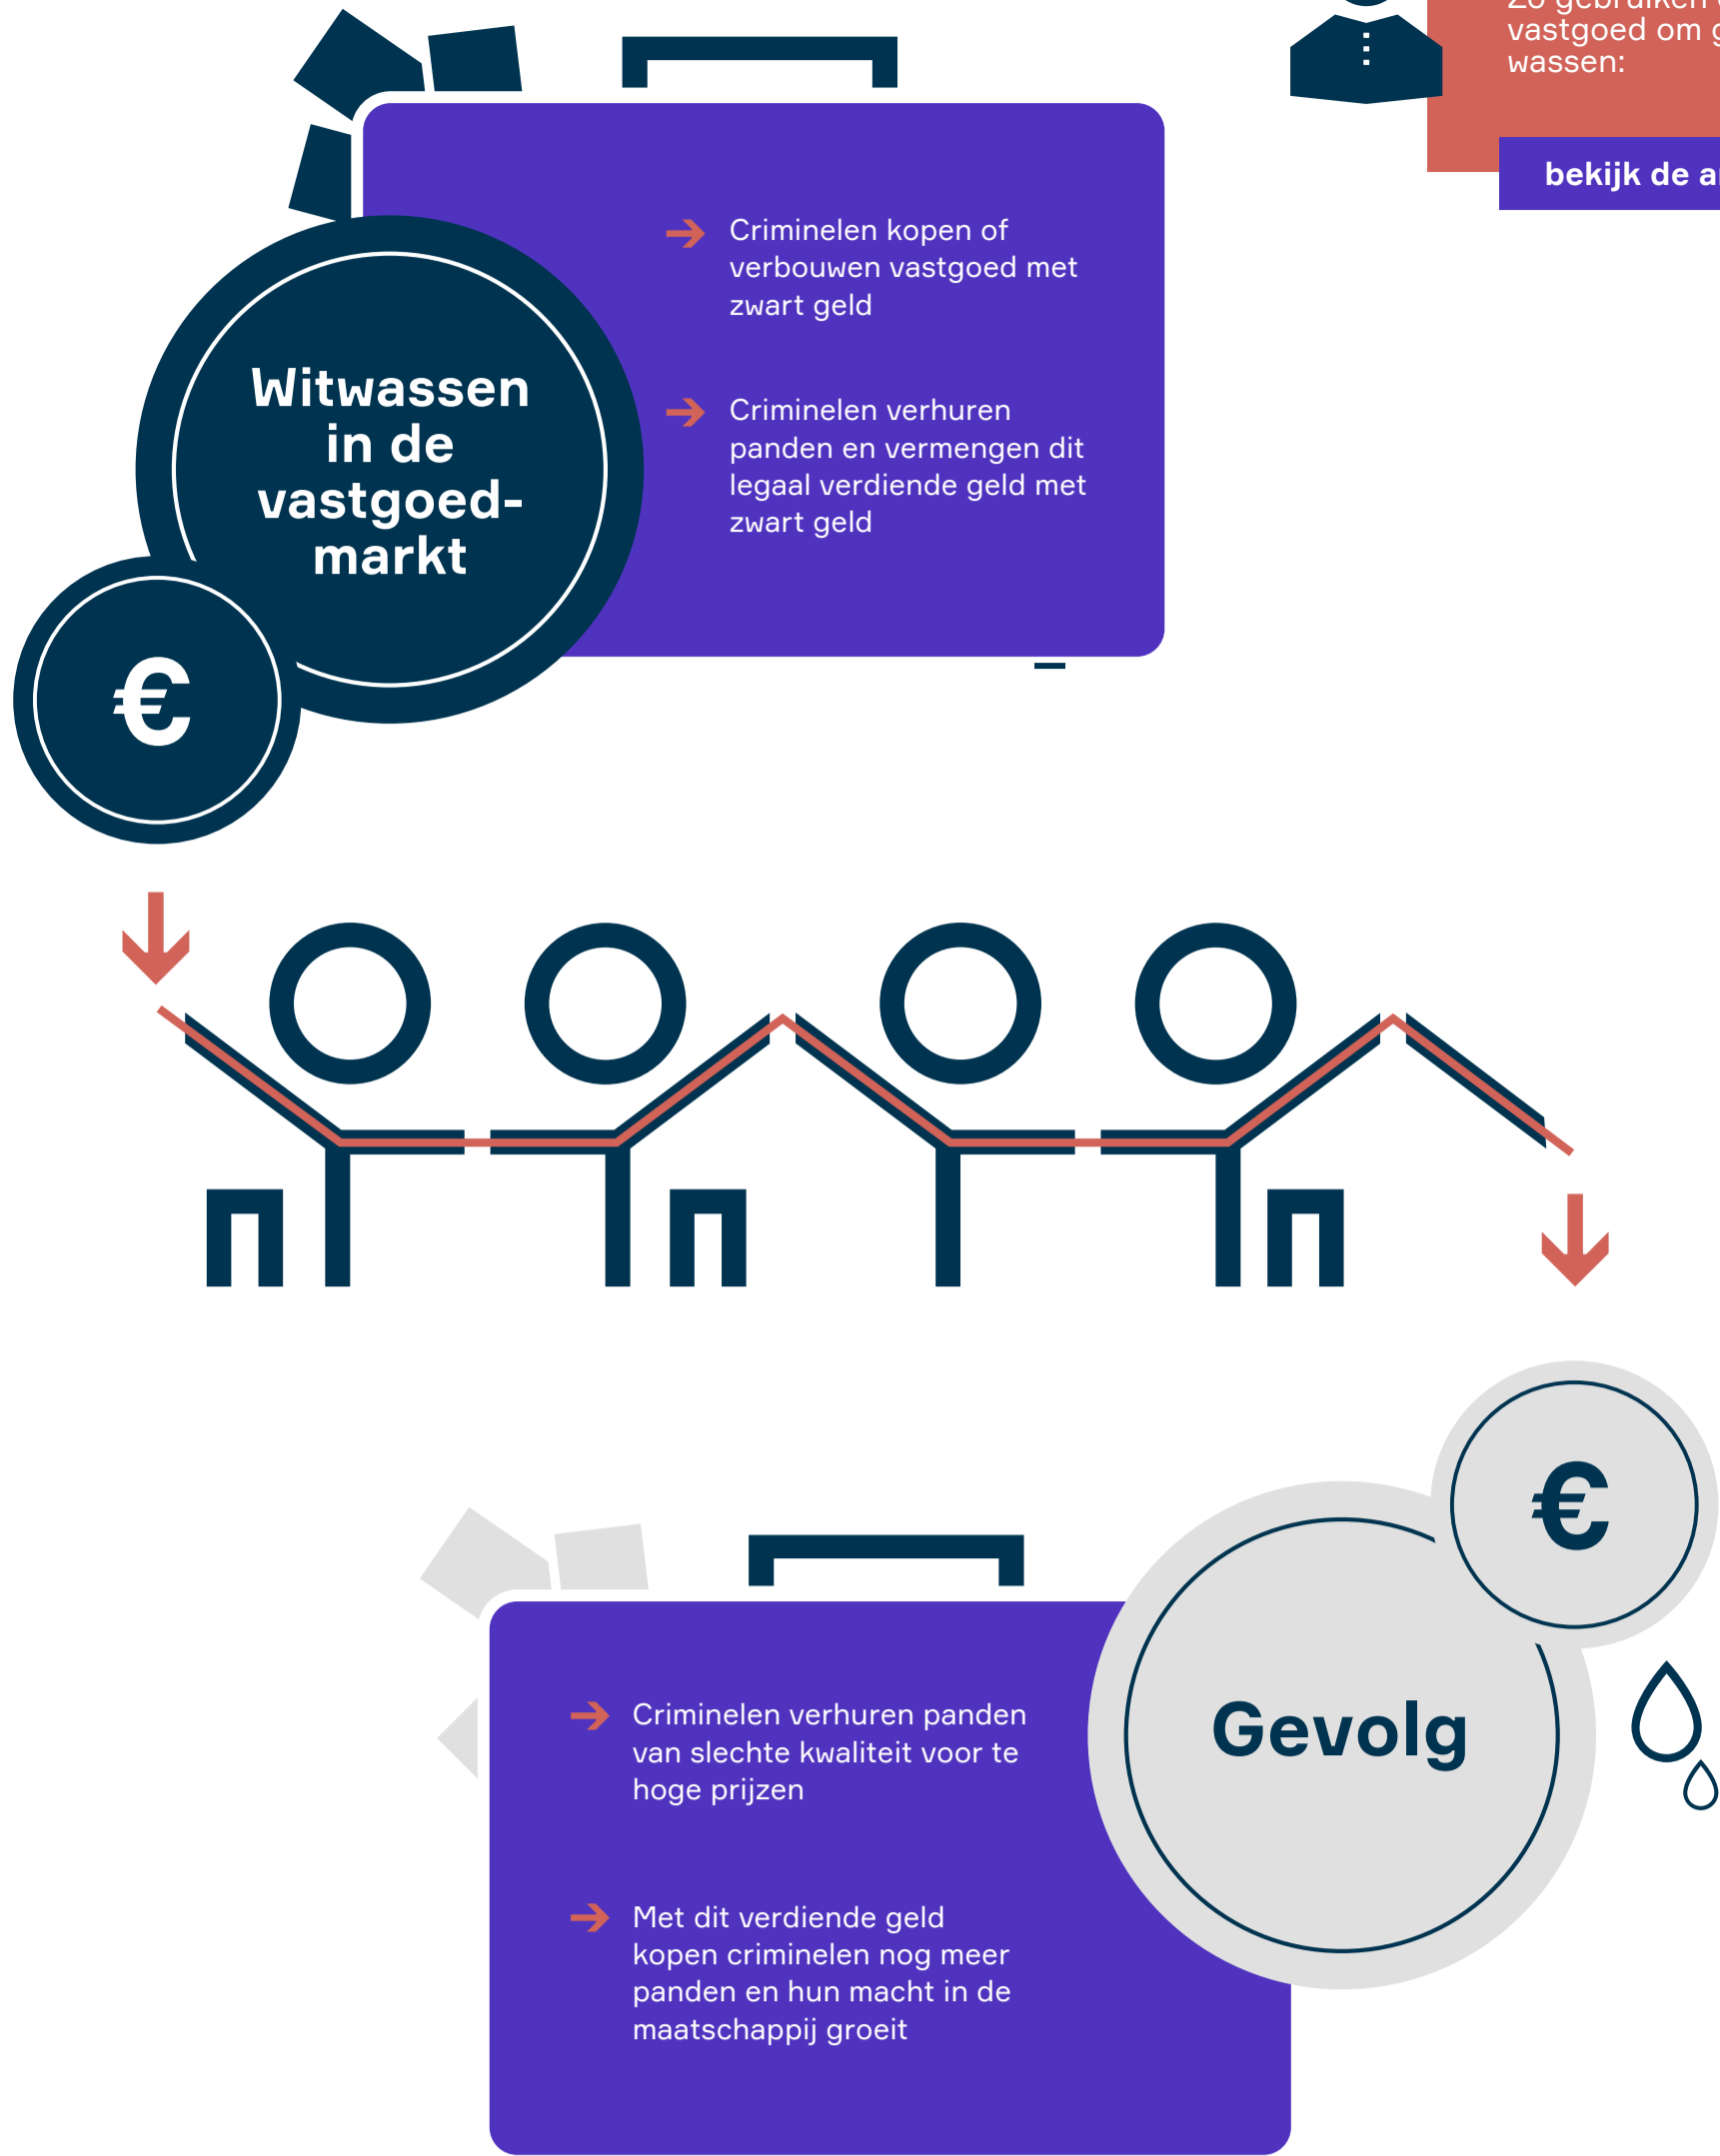 Zo gebruiken
vastgoed om
wassen:
bekijk de
Criminelen kopen of
verbouwen vastgoed met
zwart geld
Criminelen verhuren
panden en vermengen dit
legaal verdiende geld met
zwart geld
Witwassen
in de
vastgoed-
markt
€
€
Gevolg
Criminelen verhuren panden
van slechte kwaliteit voor te
hoge prijzen
Met dit verdiende geld
kopen criminelen nog meer
panden en hun macht in de
maatschappij groeit